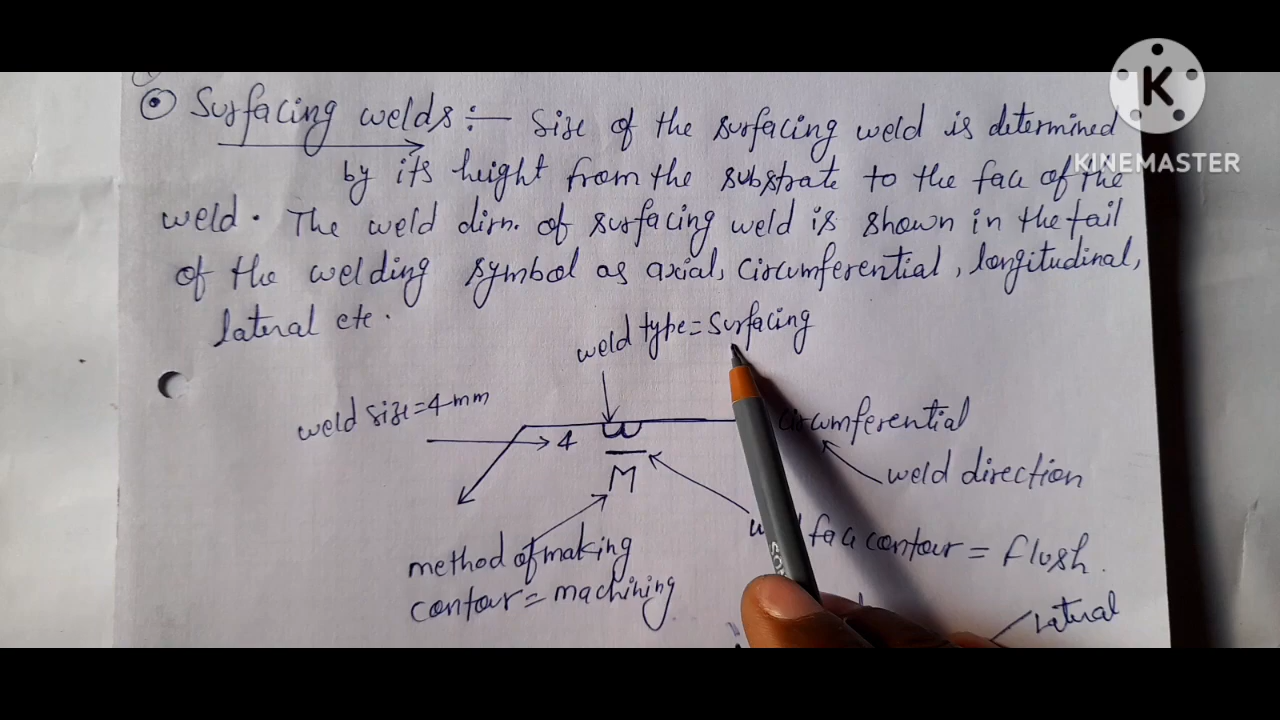 Surfacing welds :— Size of the surfacing weld is determined
by its height from the substrate to the face of the
weld. The weld dirn. of surfacing weld is shown in the tail
of the welding symbol as axial, circumferential, longitudinal,
lateral etc.
weld type = Surfacing
weld size = 4 mm
4
M
circumferential
weld direction
weld face contour = flush.
method of making
contour = machining.
Lateral
K
KINEMASTER